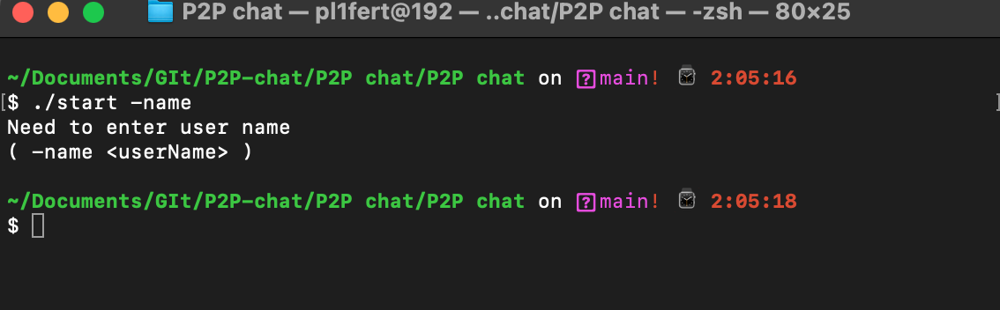 P2P chat — pl1fert@192 — ..chat/P2P chat — -zsh — 80×25
~/Documents/GIt/P2P-chat/P2P chat/P2P chat on ?main! ⌚ 2:05:16
[$ ./start -name ]
Need to enter user name
( -name <userName> )
~/Documents/GIt/P2P-chat/P2P chat/P2P chat on ?main! ⌚ 2:05:18
$